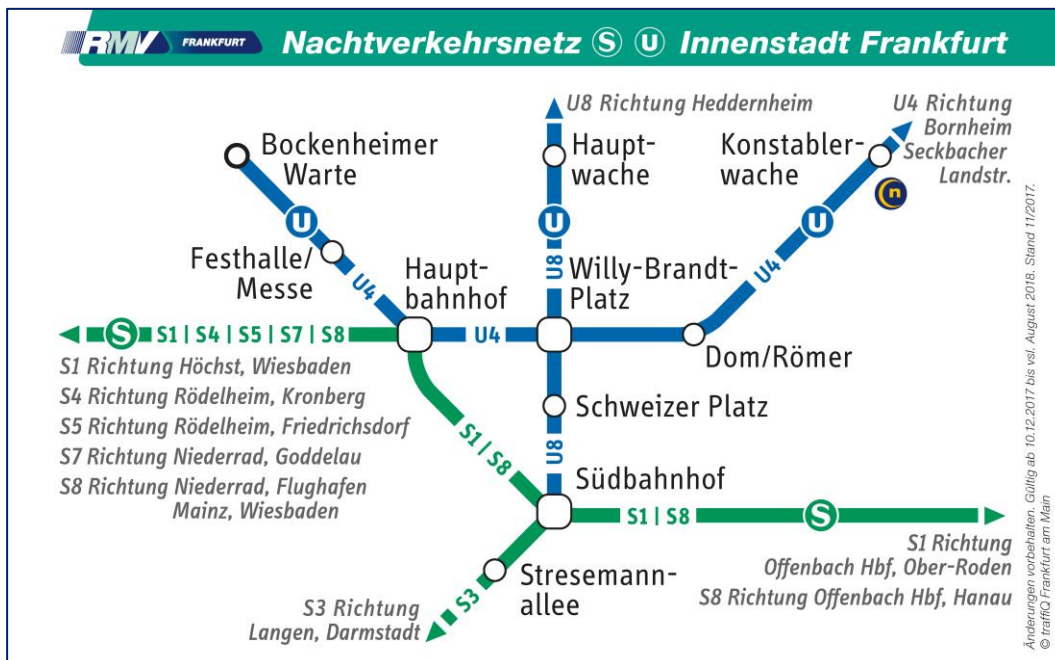 RMV FRANKFURT Nachtverkehrsnetz S U Innenstadt Frankfurt
U8 Richtung Heddernheim
U4 Richtung
Bornheim
Seckbacher
Landstr.
Bockenheimer
Warte
Haupt-
wache
Konstabler-
wache
n
U
U
U
Festhalle/
Messe
U4
Haupt-
bahnhof
U8
Willy-Brandt-
Platz
U4
S
S1 | S4 | S5 | S7 | S8
U4
Dom/Römer
S1 Richtung Höchst, Wiesbaden
S4 Richtung Rödelheim, Kronberg
S5 Richtung Rödelheim, Friedrichsdorf
S7 Richtung Niederrad, Goddelau
S8 Richtung Niederrad, Flughafen
Mainz, Wiesbaden
Schweizer Platz
S1 | S8
U8
Südbahnhof
S1 | S8
S
S1 Richtung
Offenbach Hbf, Ober-Roden
S8 Richtung Offenbach Hbf, Hanau
Stresemann-
allee
S3
S3 Richtung
Langen, Darmstadt
Änderungen vorbehalten. Gültig ab 10.12.2017 bis vsl. August 2018. Stand 11/2017.
© traffiQ Frankfurt am Main